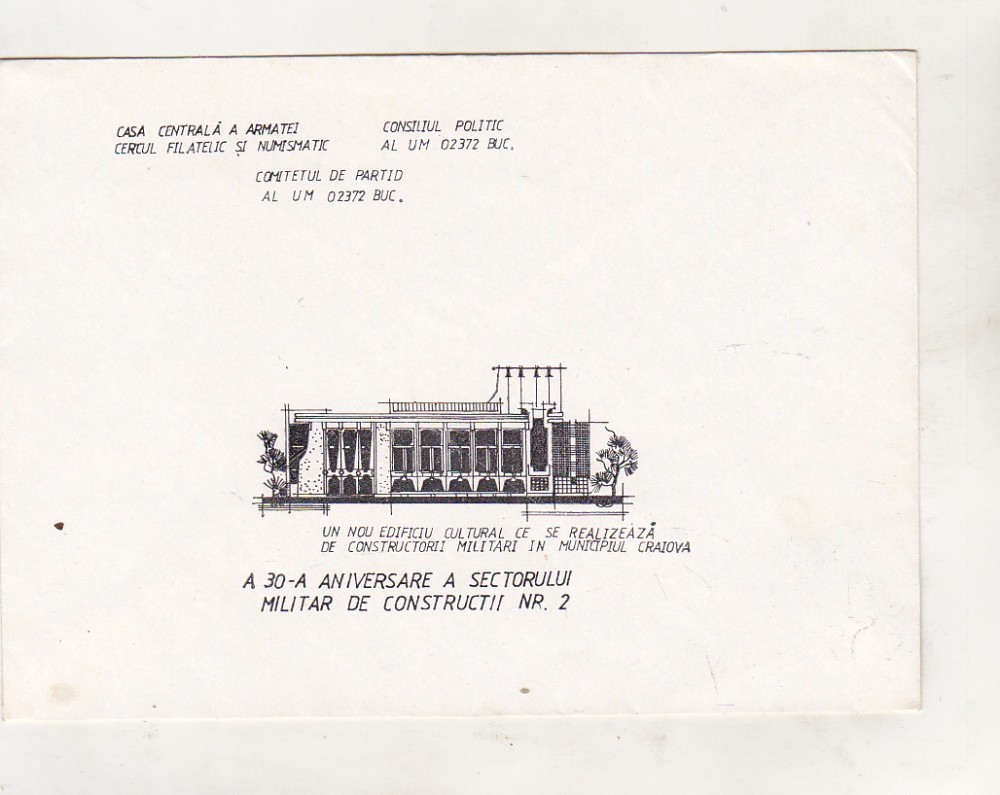 CASA CENTRALĂ A ARMATEI
CERCUL FILATELIC ȘI NUMISMATIC
CONSILIUL POLITIC
AL UM 02372 BUC.
COMITETUL DE PARTID
AL UM 02372 BUC.
UN NOU EDIFICIU CULTURAL CE SE REALIZEAZĂ
DE CONSTRUCTORII MILITARI IN MUNICIPIUL CRAIOVA
A 30-A ANIVERSARE A SECTORULUI
MILITAR DE CONSTRUCTII NR. 2